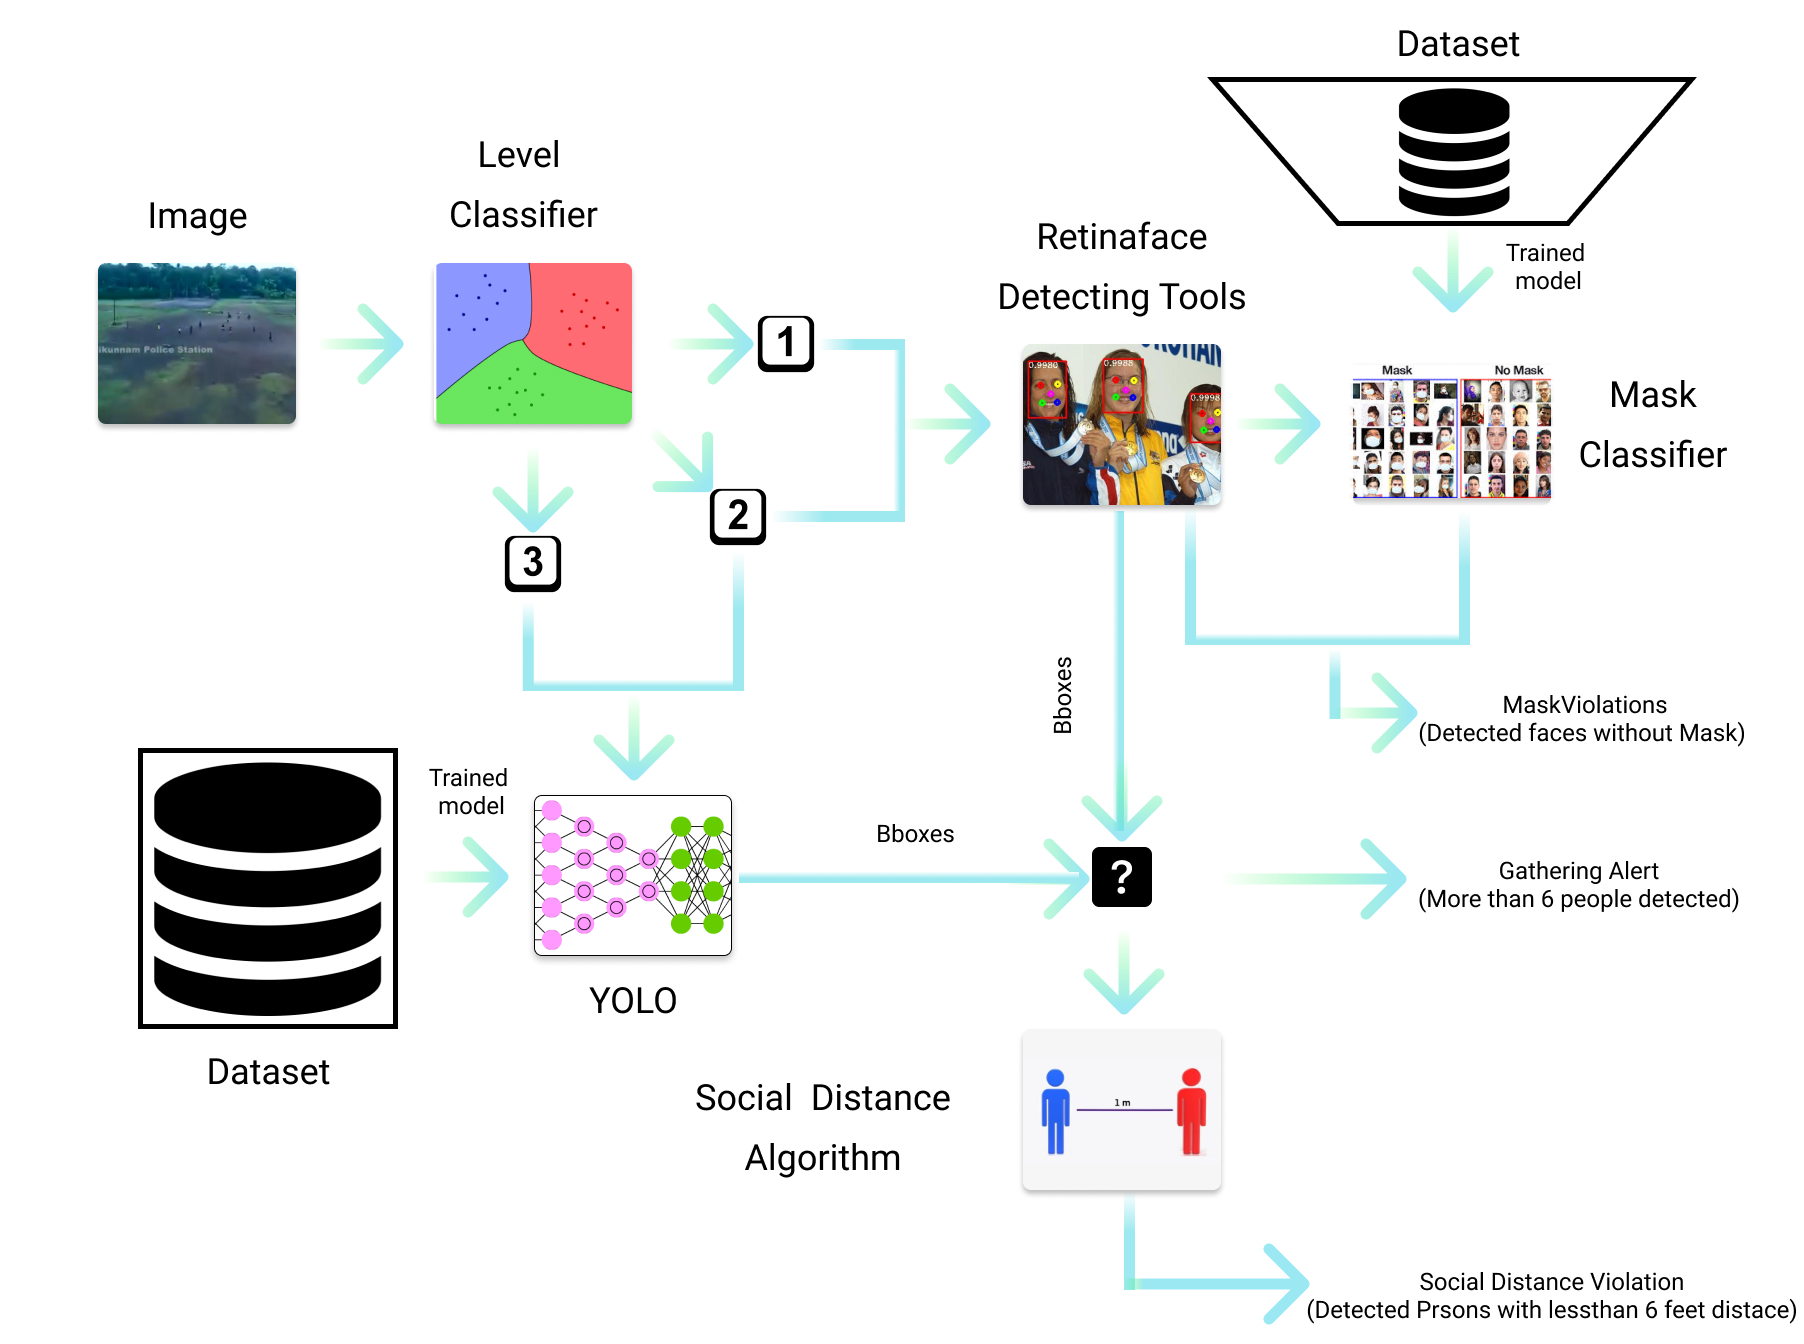 Dataset
Level
Classifier
Image
Retinaface
Detecting Tools
Trained
model
ikunnam Police Station
1
0.9980
0.9988
0.9998
Mask
No Mask
Mask
Classifier
2
3
Bboxes
MaskViolations
(Detected faces without Mask)
Trained
model
Bboxes
?
Gathering Alert
(More than 6 people detected)
YOLO
Dataset
Social Distance
Algorithm
1 m
Social Distance Violation
(Detected Prsons with lessthan 6 feet distace)